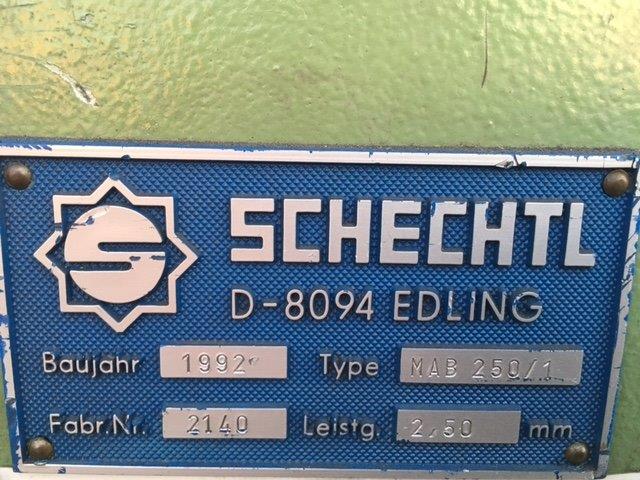 S SCHECHTL
D-8094 EDLING
Baujahr 1992 Type MAB 250/1
Fabr.Nr. 2140 Leistg. 2,50 mm